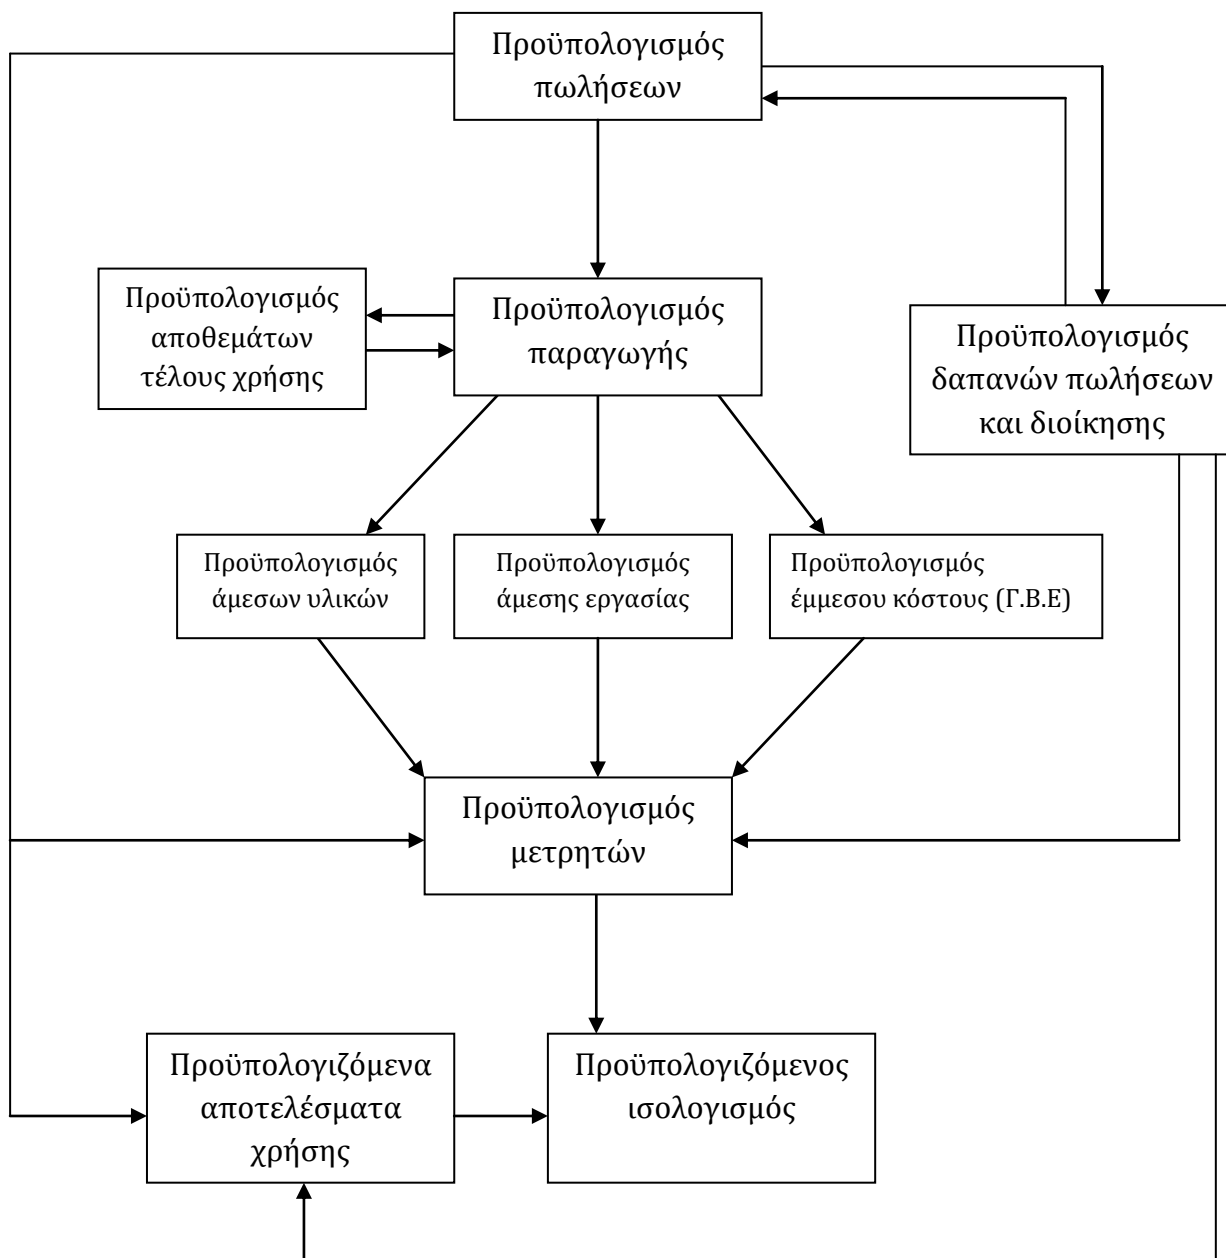 Προϋπολογισμός
πωλήσεων
Προϋπολογισμός
αποθεμάτων
τέλους χρήσης
Προϋπολογισμός
παραγωγής
Προϋπολογισμός
δαπανών πωλήσεων
και διοίκησης
Προϋπολογισμός
άμεσων υλικών
Προϋπολογισμός
άμεσης εργασίας
Προϋπολογισμός
έμμεσου κόστους (Γ.Β.Ε)
Προϋπολογισμός
μετρητών
Προϋπολογιζόμενα
αποτελέσματα
χρήσης
Προϋπολογιζόμενος
ισολογισμός